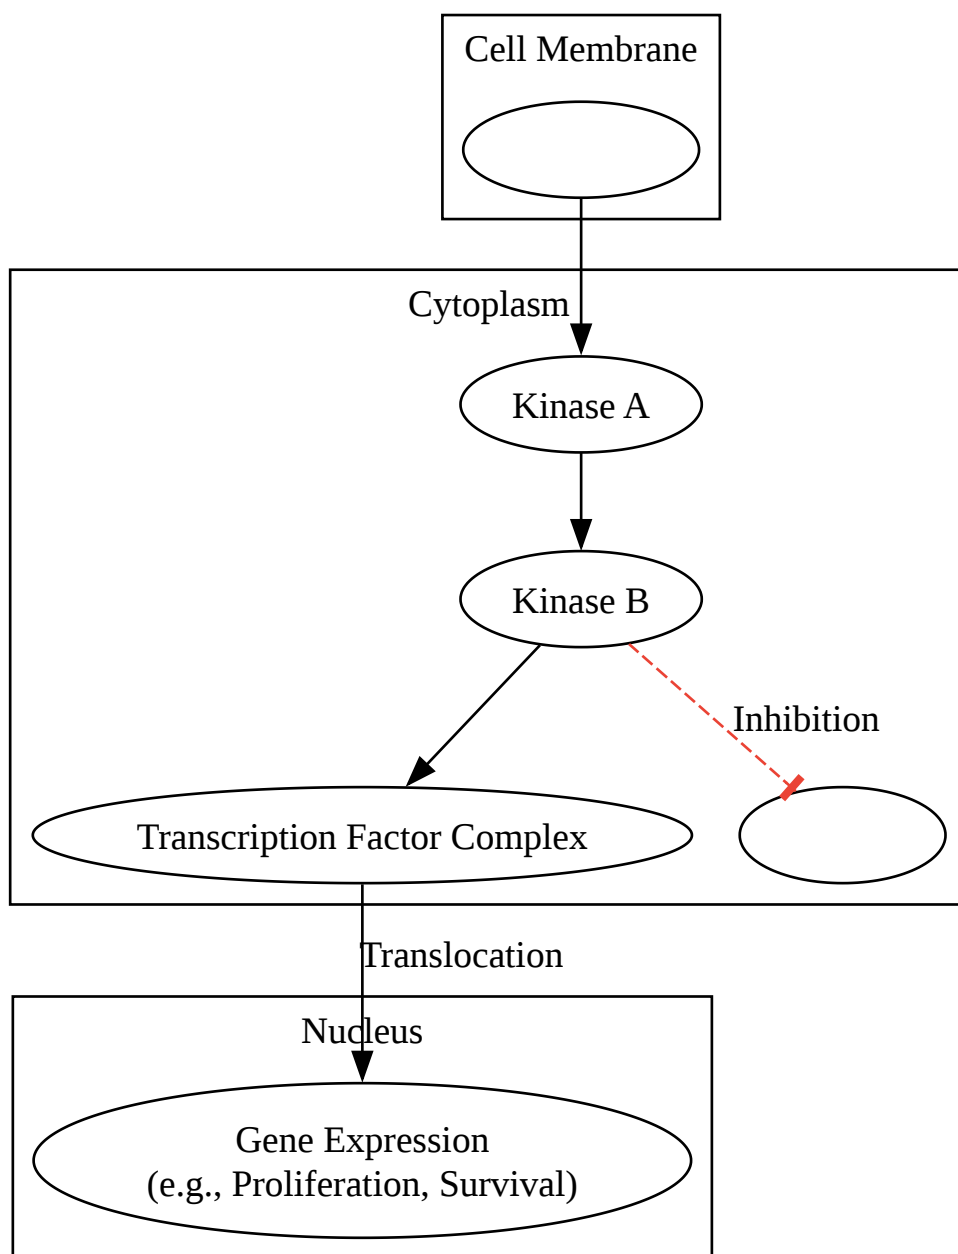 Cell Membrane
Cytoplasm
Kinase A
Kinase B
Inhibition
Transcription Factor Complex
Translocation
Nucleus
Gene Expression
(e.g., Proliferation, Survival)